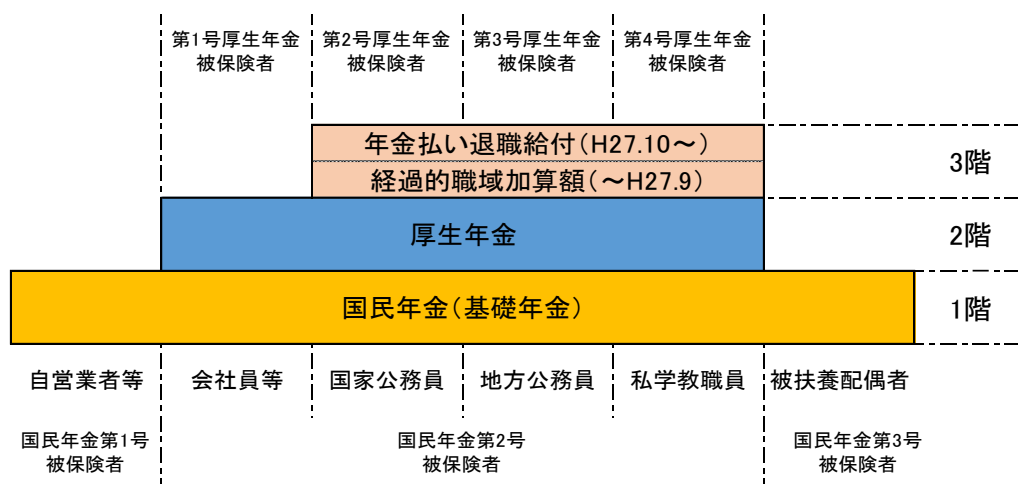 第1号厚生年金
被保険者
第2号厚生年金
被保険者
第3号厚生年金
被保険者
第4号厚生年金
被保険者
年金払い退職給付(H27.10～)
経過的職域加算額(～H27.9)
3階
厚生年金
2階
国民年金(基礎年金)
1階
自営業者等
会社員等
国家公務員
地方公務員
私学教職員
被扶養配偶者
国民年金第1号
被保険者
国民年金第2号
被保険者
国民年金第3号
被保険者